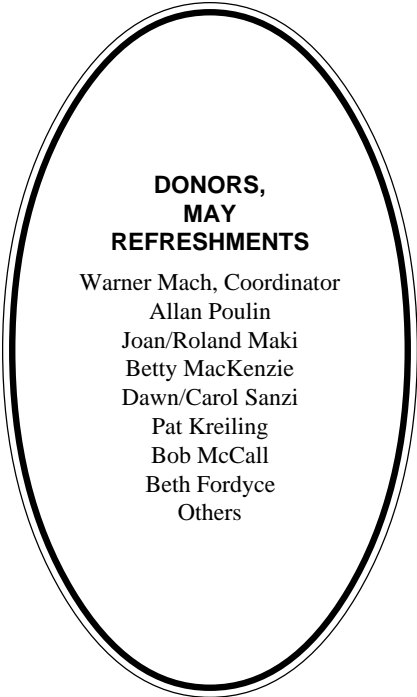 DONORS,
MAY
REFRESHMENTS
Warner Mach, Coordinator
Allan Poulin
Joan/Roland Maki
Betty MacKenzie
Dawn/Carol Sanzi
Pat Kreiling
Bob McCall
Beth Fordyce
Others